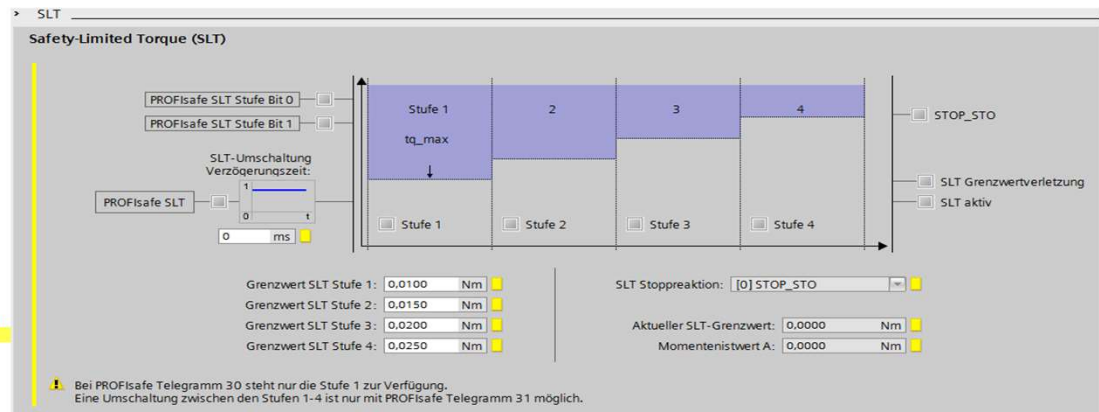 SLT
Safety-Limited Torque (SLT)
PROFIsafe SLT Stufe Bit 0
PROFIsafe SLT Stufe Bit 1
SLT-Umschaltung
Verzögerungszeit:
PROFIsafe SLT
1
0
t
0 ms
Stufe 1
tq_max
2
3
4
Stufe 1
Stufe 2
Stufe 3
Stufe 4
STOP_STO
SLT Grenzwertverletzung
SLT aktiv
Grenzwert SLT Stufe 1: 0,0100 Nm
Grenzwert SLT Stufe 2: 0,0150 Nm
Grenzwert SLT Stufe 3: 0,0200 Nm
Grenzwert SLT Stufe 4: 0,0250 Nm
SLT Stoppreaktion: [0] STOP_STO
Aktueller SLT-Grenzwert: 0,0000 Nm
Momentenistwert A: 0,0000 Nm
Bei PROFIsafe Telegramm 30 steht nur die Stufe 1 zur Verfügung.
Eine Umschaltung zwischen den Stufen 1-4 ist nur mit PROFIsafe Telegramm 31 möglich.